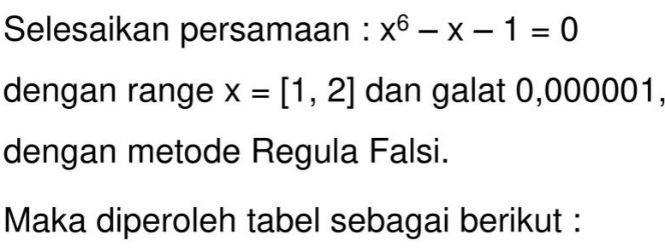 Selesaikan persamaan : x⁶ – x – 1 = 0
dengan range x = [1, 2] dan galat 0,000001,
dengan metode Regula Falsi.
Maka diperoleh tabel sebagai berikut :